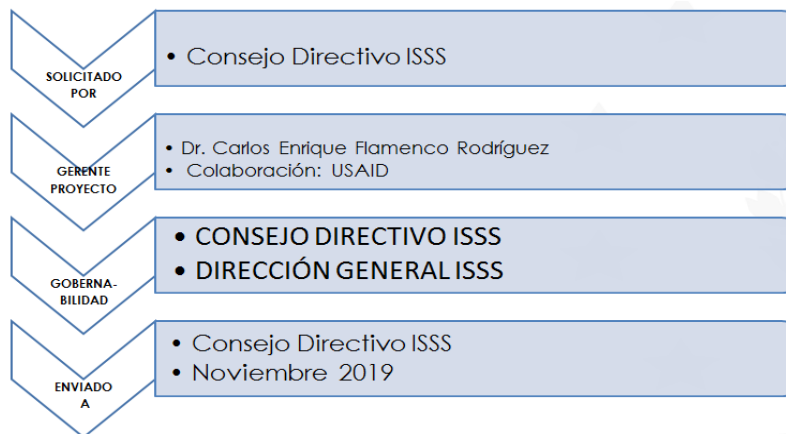 SOLICITADO
POR
• Consejo Directivo ISSS
GERENTE
PROYECTO
• Dr. Carlos Enrique Flamenco Rodríguez
• Colaboración: USAID
GOBERNA-
BILIDAD
• CONSEJO DIRECTIVO ISSS
• DIRECCIÓN GENERAL ISSS
ENVIADO
A
• Consejo Directivo ISSS
• Noviembre 2019